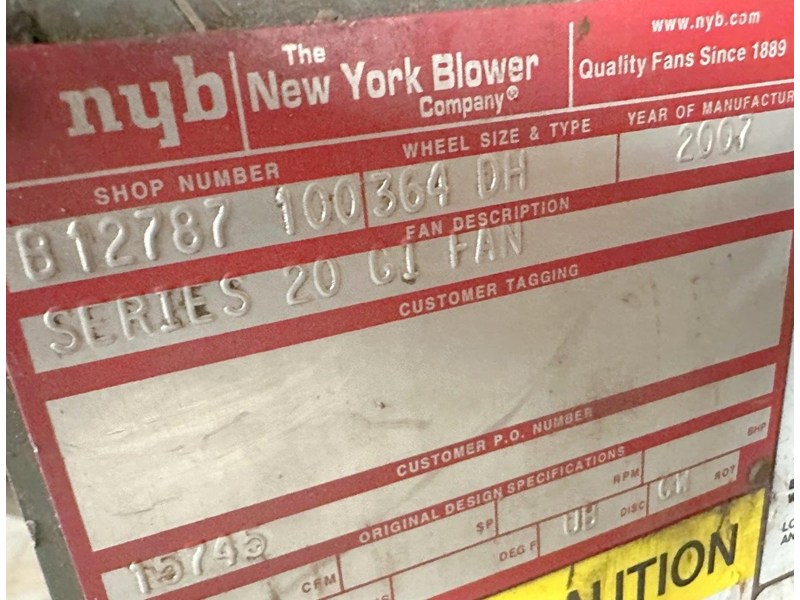 nyb The New York Blower Company®
www.nyb.com
Quality Fans Since 1889
SHOP NUMBER WHEEL SIZE & TYPE YEAR OF MANUFACTUR
B12787 100 364 DH 2007
FAN DESCRIPTION
SERIES 20 GI FAN
CUSTOMER TAGGING
CUSTOMER P.O. NUMBER
ORIGINAL DESIGN SPECIFICATIONS
15745 CFM SP RPM BHP
DEG F UB DISC CW ROT
AUTION